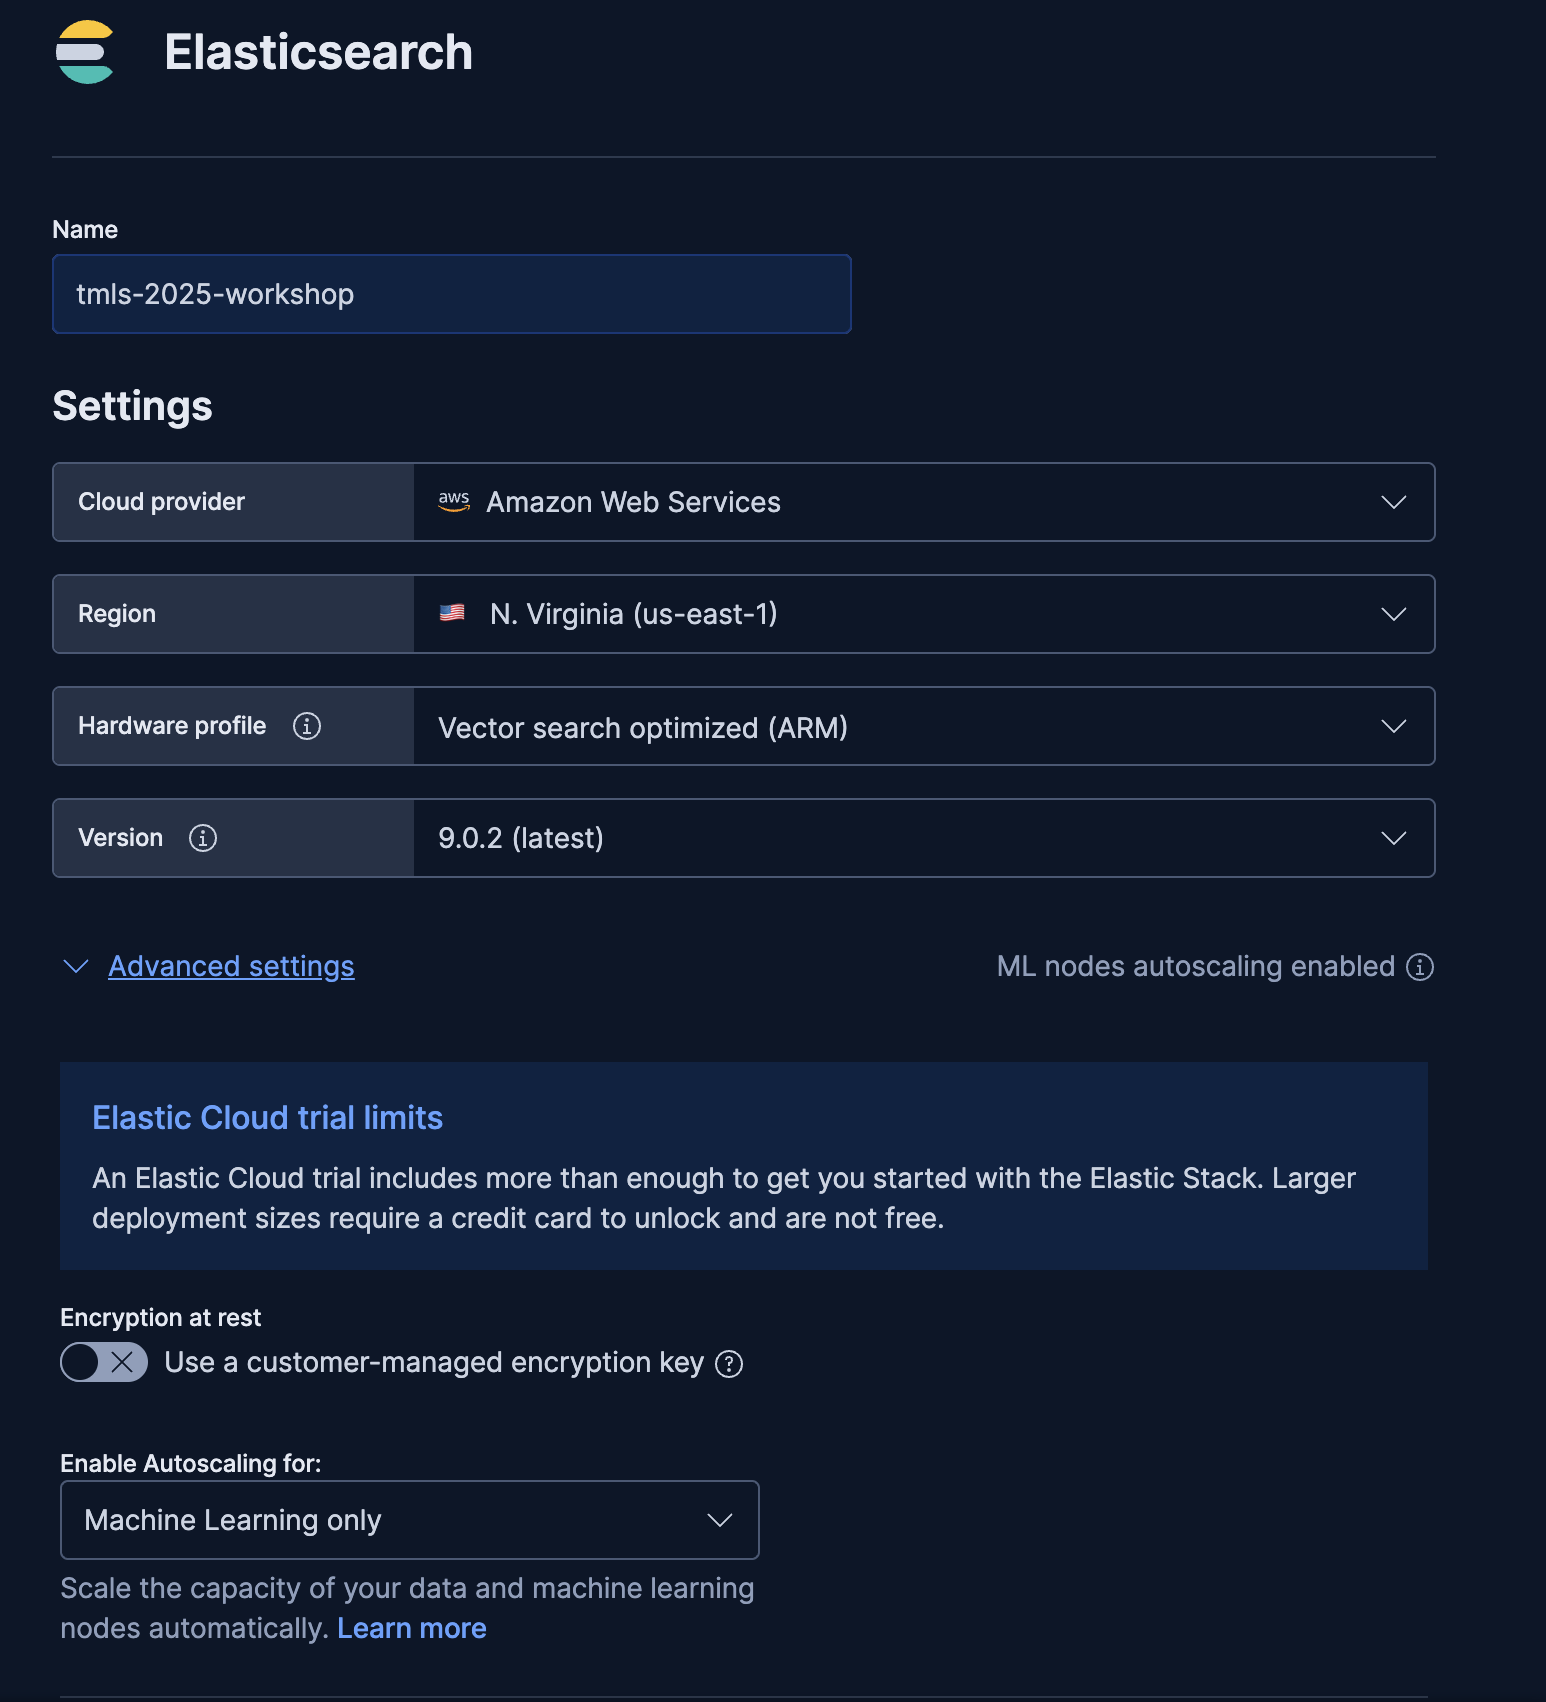 Elasticsearch
Name
tmls-2025-workshop
Settings
Cloud provider
aws Amazon Web Services
Region
N. Virginia (us-east-1)
Hardware profile
Vector search optimized (ARM)
Version
9.0.2 (latest)
Advanced settings
ML nodes autoscaling enabled
Elastic Cloud trial limits
An Elastic Cloud trial includes more than enough to get you started with the Elastic Stack. Larger
deployment sizes require a credit card to unlock and are not free.
Encryption at rest
Use a customer-managed encryption key
Enable Autoscaling for:
Machine Learning only
Scale the capacity of your data and machine learning
nodes automatically. Learn more